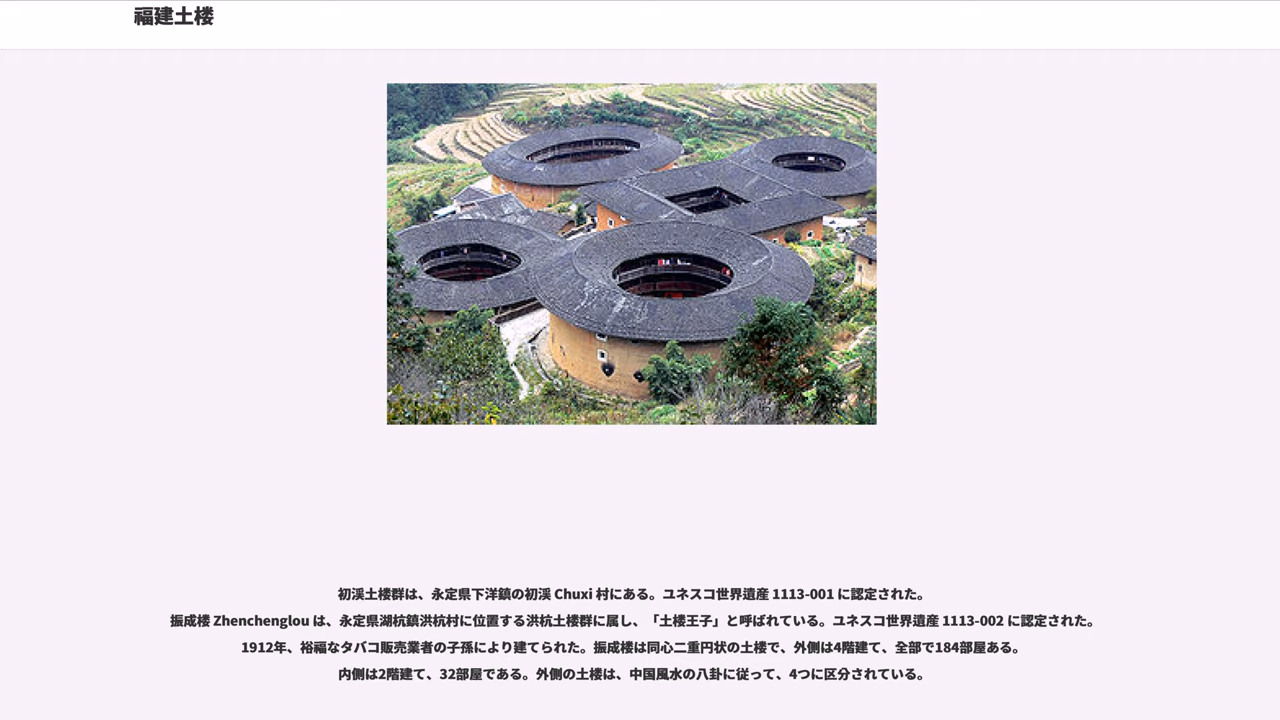 福建土楼
初渓土楼群は、永定県下洋鎮の初渓 Chuxi 村にある。ユネスコ世界遺産 1113-001 に認定された。
振成楼 Zhenchenglou は、永定県湖杭鎮洪杭村に位置する洪杭土楼群に属し、「土楼王子」と呼ばれている。ユネスコ世界遺産 1113-002 に認定された。
1912年、裕福なタバコ販売業者の子孫により建てられた。振成楼は同心二重円状の土楼で、外側は4階建て、全部で184部屋ある。
内側は2階建て、32部屋である。外側の土楼は、中国風水の八卦に従って、4つに区分されている。